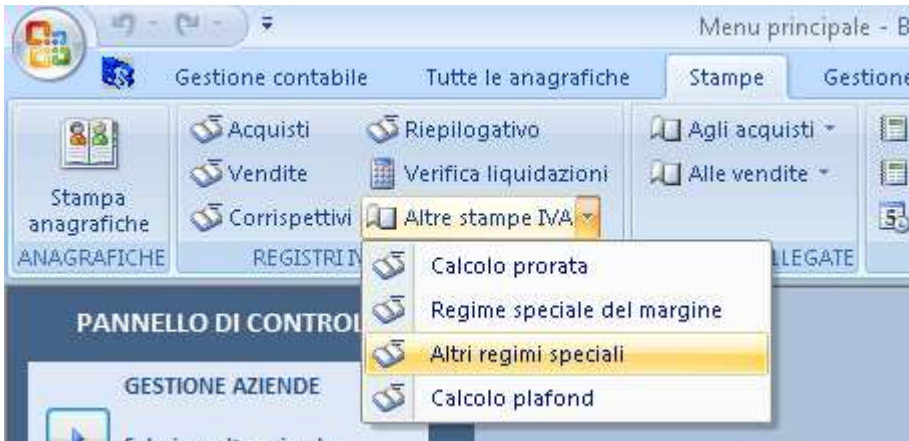 Menu principale - B
Gestione contabile Tutte le anagrafiche Stampe Gestione
Acquisti Riepilogativo Agli acquisti
Vendite Verifica liquidazioni Alle vendite
Stampa
anagrafiche
Corrispettivi Altre stampe IVA
ANAGRAFICHE REGISTRI I LLEGATE
Calcolo prorata
Regime speciale del margine
PANNELLO DI CONTROL
Altri regimi speciali
GESTIONE AZIENDE
Calcolo plafond